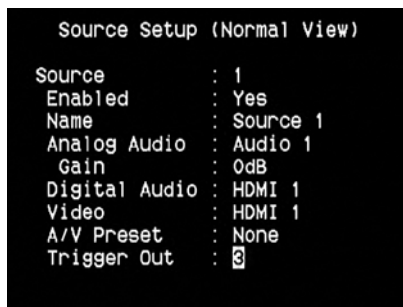 Source Setup (Normal View)
Source : 1
Enabled : Yes
Name : Source 1
Analog Audio : Audio 1
Gain : 0dB
Digital Audio : HDMI 1
Video : HDMI 1
A/V Preset : None
Trigger Out : 3